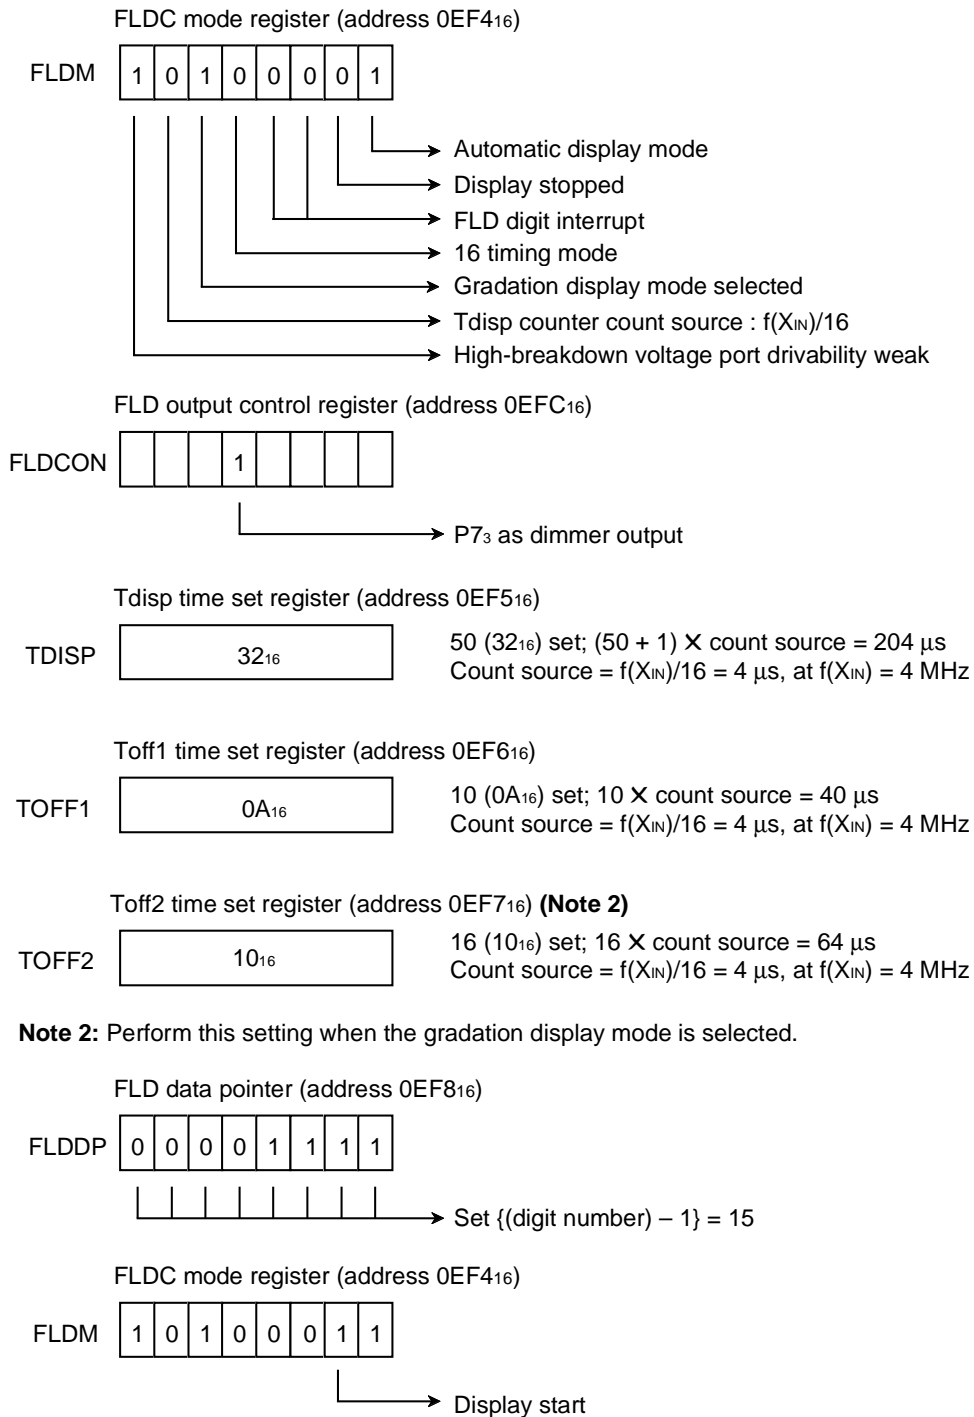 FLDC mode register (address 0EF4₁₆)
FLDM 1 0 1 0 0 0 0 1
Automatic display mode
Display stopped
FLD digit interrupt
16 timing mode
Gradation display mode selected
Tdisp counter count source : f(XIN)/16
High-breakdown voltage port drivability weak
FLD output control register (address 0EFC₁₆)
FLDCON 1
P7₃ as dimmer output
Tdisp time set register (address 0EF5₁₆)
TDISP 32₁₆
50 (32₁₆) set; (50 + 1) × count source = 204 μs
Count source = f(XIN)/16 = 4 μs, at f(XIN) = 4 MHz
Toff1 time set register (address 0EF6₁₆)
TOFF1 0A₁₆
10 (0A₁₆) set; 10 × count source = 40 μs
Count source = f(XIN)/16 = 4 μs, at f(XIN) = 4 MHz
Toff2 time set register (address 0EF7₁₆) (Note 2)
TOFF2 10₁₆
16 (10₁₆) set; 16 × count source = 64 μs
Count source = f(XIN)/16 = 4 μs, at f(XIN) = 4 MHz
Note 2: Perform this setting when the gradation display mode is selected.
FLD data pointer (address 0EF8₁₆)
FLDDP 0 0 0 0 1 1 1 1
Set {(digit number) – 1} = 15
FLDC mode register (address 0EF4₁₆)
FLDM 1 0 1 0 0 0 1 1
Display start